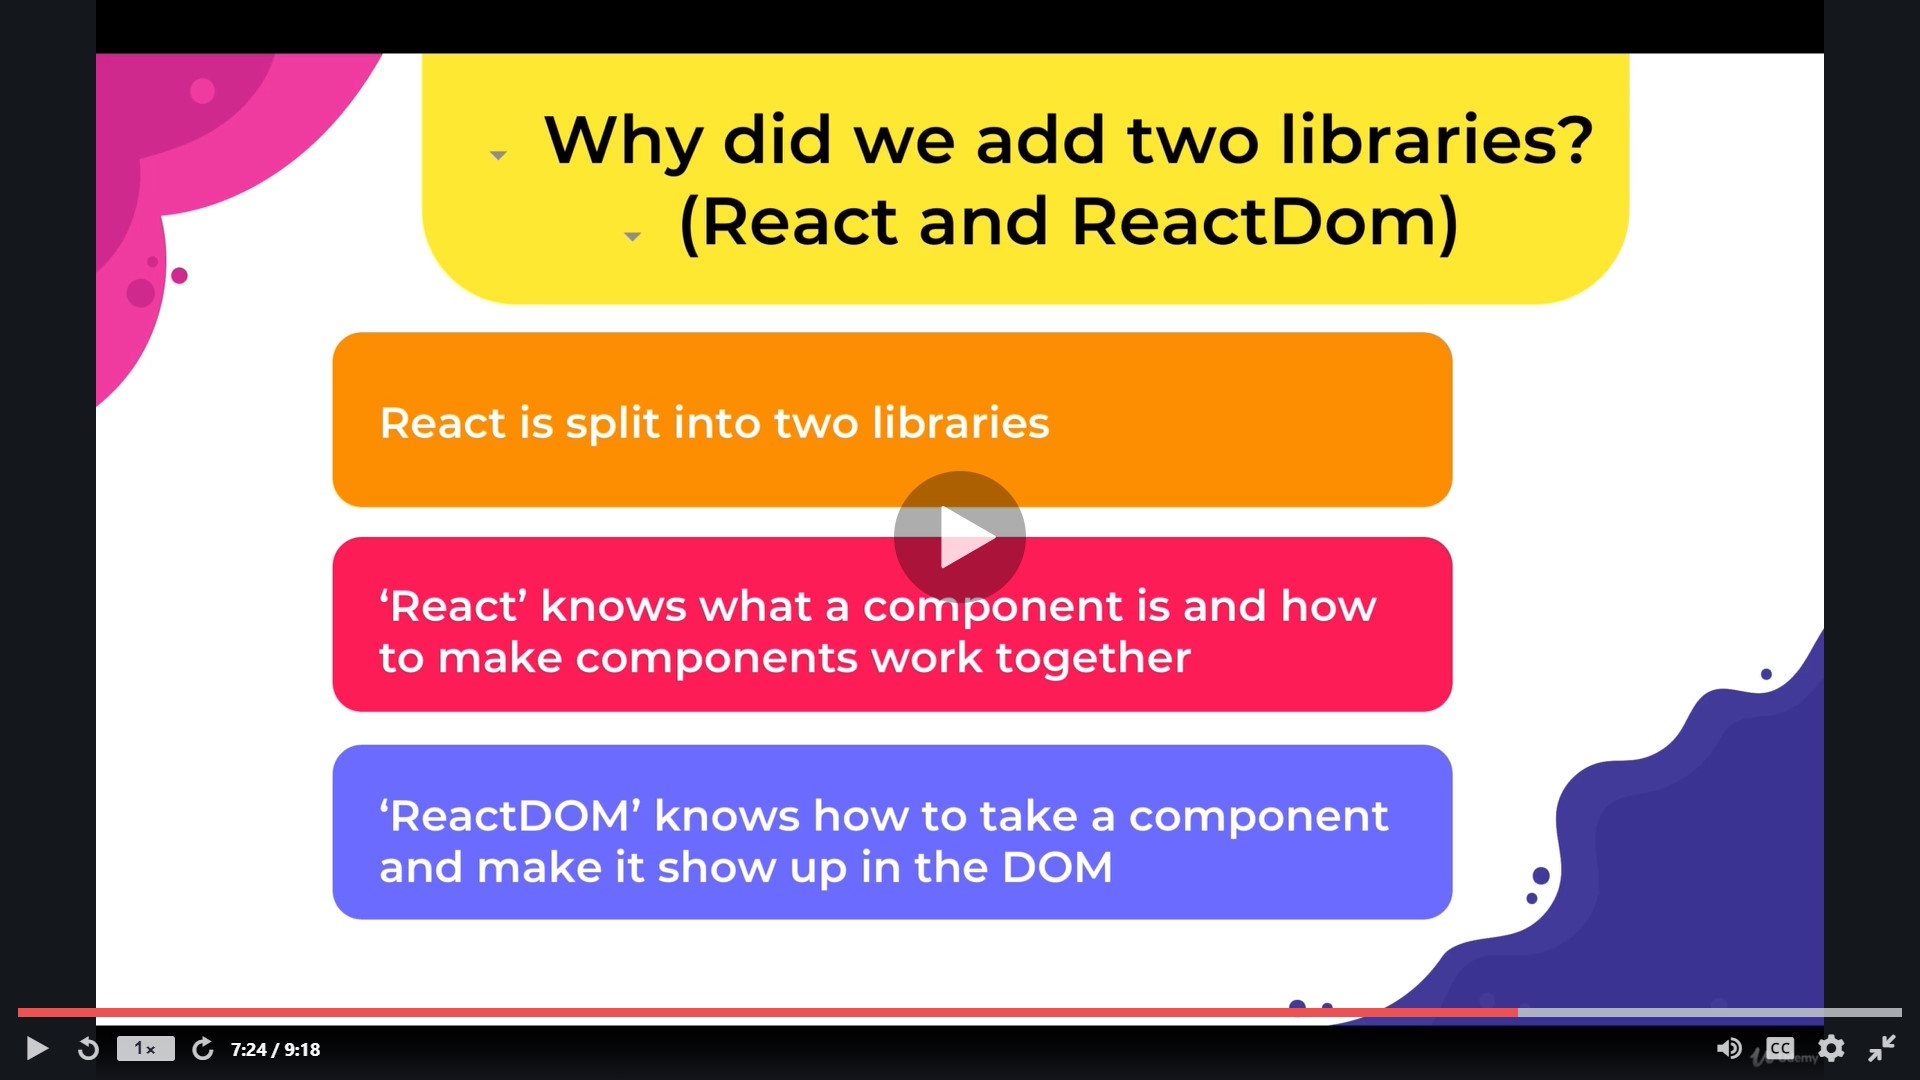 Why did we add two libraries?
(React and ReactDom)
React is split into two libraries
‘React’ knows what a component is and how
to make components work together
‘ReactDOM’ knows how to take a component
and make it show up in the DOM
1×
7:24 / 9:18
CC